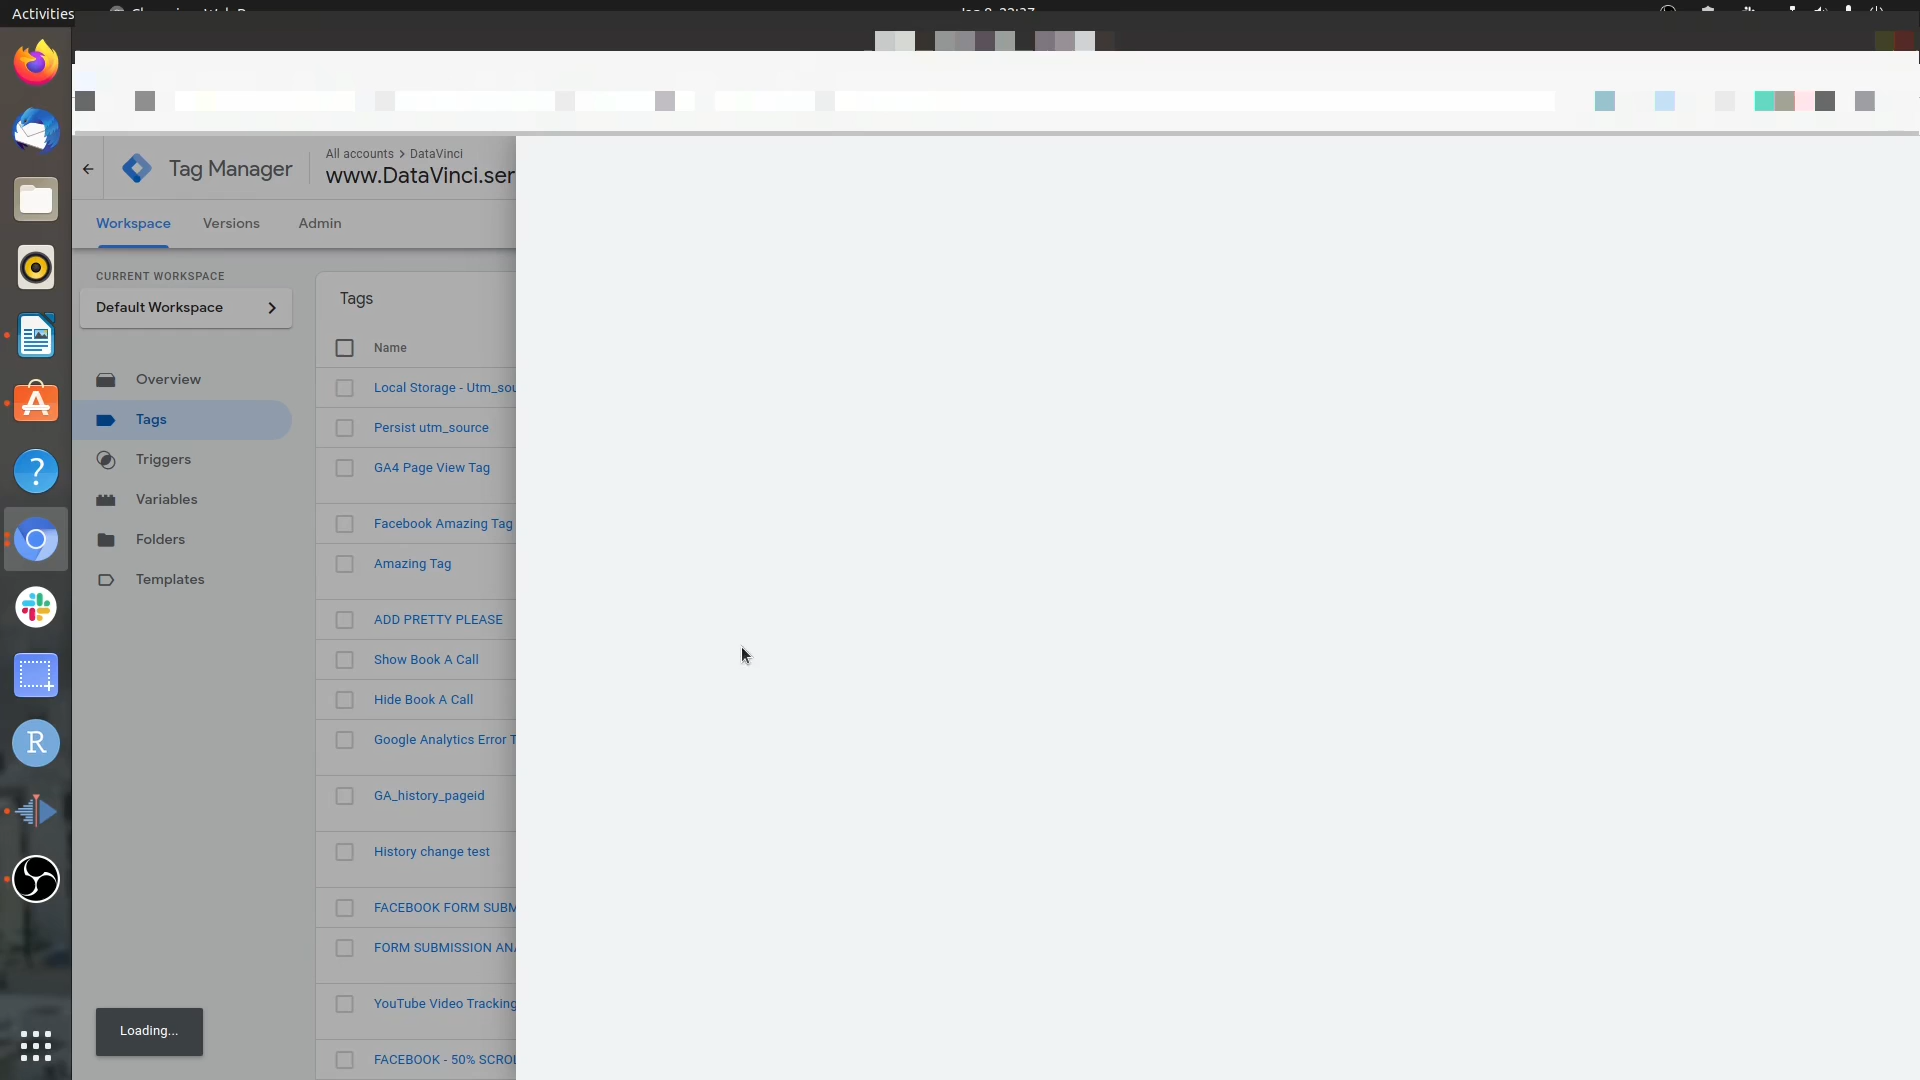 Activities
Tag Manager
All accounts > DataVinci
www.DataVinci.ser
Workspace Versions Admin
CURRENT WORKSPACE
Default Workspace
Overview
Tags
Triggers
Variables
Folders
Templates
Tags
Name
Local Storage - Utm_sou
Persist utm_source
GA4 Page View Tag
Facebook Amazing Tag
Amazing Tag
ADD PRETTY PLEASE
Show Book A Call
Hide Book A Call
Google Analytics Error T
GA_history_pageid
History change test
FACEBOOK FORM SUBM
FORM SUBMISSION ANA
YouTube Video Tracking
FACEBOOK - 50% SCROL
Loading...